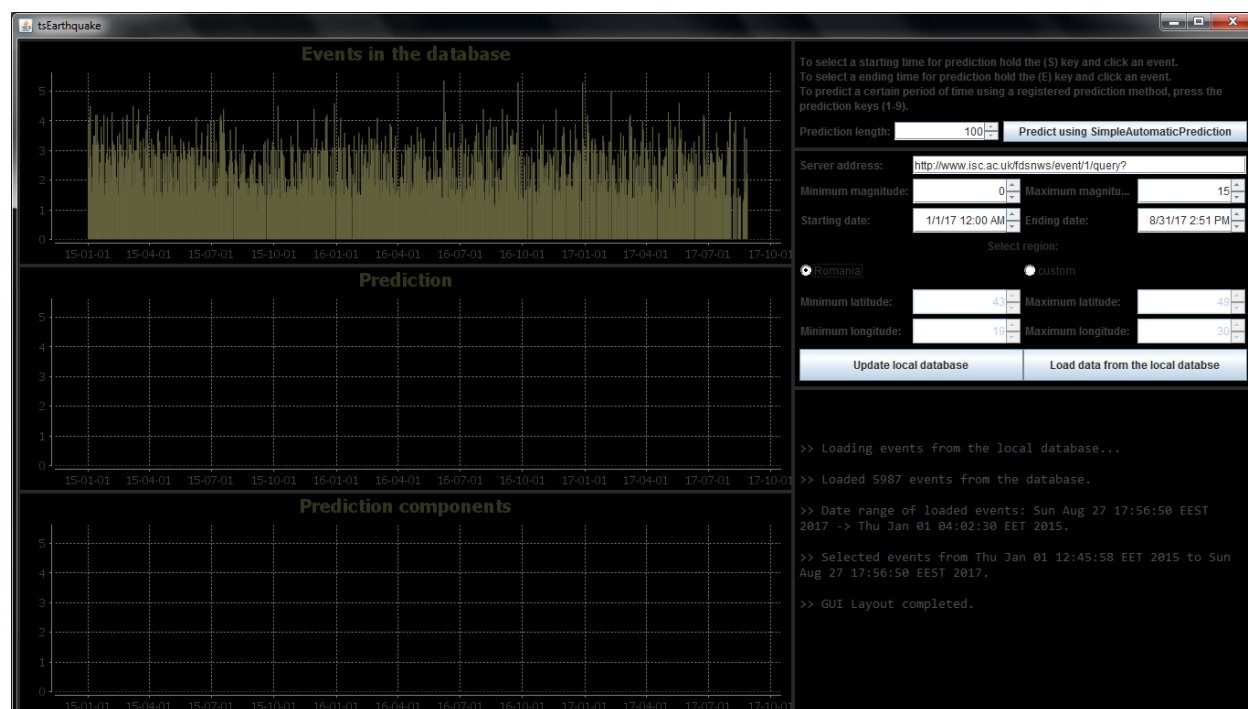 tsEarthquake
Events in the database
5
4
3
2
1
0
15-01-01 15-04-01 15-07-01 15-10-01 16-01-01 16-04-01 16-07-01 16-10-01 17-01-01 17-04-01 17-07-01 17-10-01
Prediction
5
4
3
2
1
0
15-01-01 15-04-01 15-07-01 15-10-01 16-01-01 16-04-01 16-07-01 16-10-01 17-01-01 17-04-01 17-07-01 17-10-01
Prediction components
5
4
3
2
1
0
15-01-01 15-04-01 15-07-01 15-10-01 16-01-01 16-04-01 16-07-01 16-10-01 17-01-01 17-04-01 17-07-01 17-10-01
To select a starting time for prediction hold the (S) key and click an event.
To select a ending time for prediction hold the (E) key and click an event.
To predict a certain period of time using a registered prediction method, press the
prediction keys (1-9).
Prediction length: 100 Predict using SimpleAutomaticPrediction
Server address: http://www.isc.ac.uk/fdsnws/event/1/query?
Minimum magnitude: 0 Maximum magnitu... 15
Starting date: 1/1/17 12:00 AM Ending date: 8/31/17 2:51 PM
Select region:
Romania custom
Minimum latitude: 43 Maximum latitude: 49
Minimum longitude: 19 Maximum longitude: 30
Update local database Load data from the local databse
>> Loading events from the local database...
>> Loaded 5987 events from the database.
>> Date range of loaded events: Sun Aug 27 17:56:50 EEST
2017 -> Thu Jan 01 04:02:30 EET 2015.
>> Selected events from Thu Jan 01 12:45:58 EET 2015 to Sun
Aug 27 17:56:50 EEST 2017.
>> GUI Layout completed.